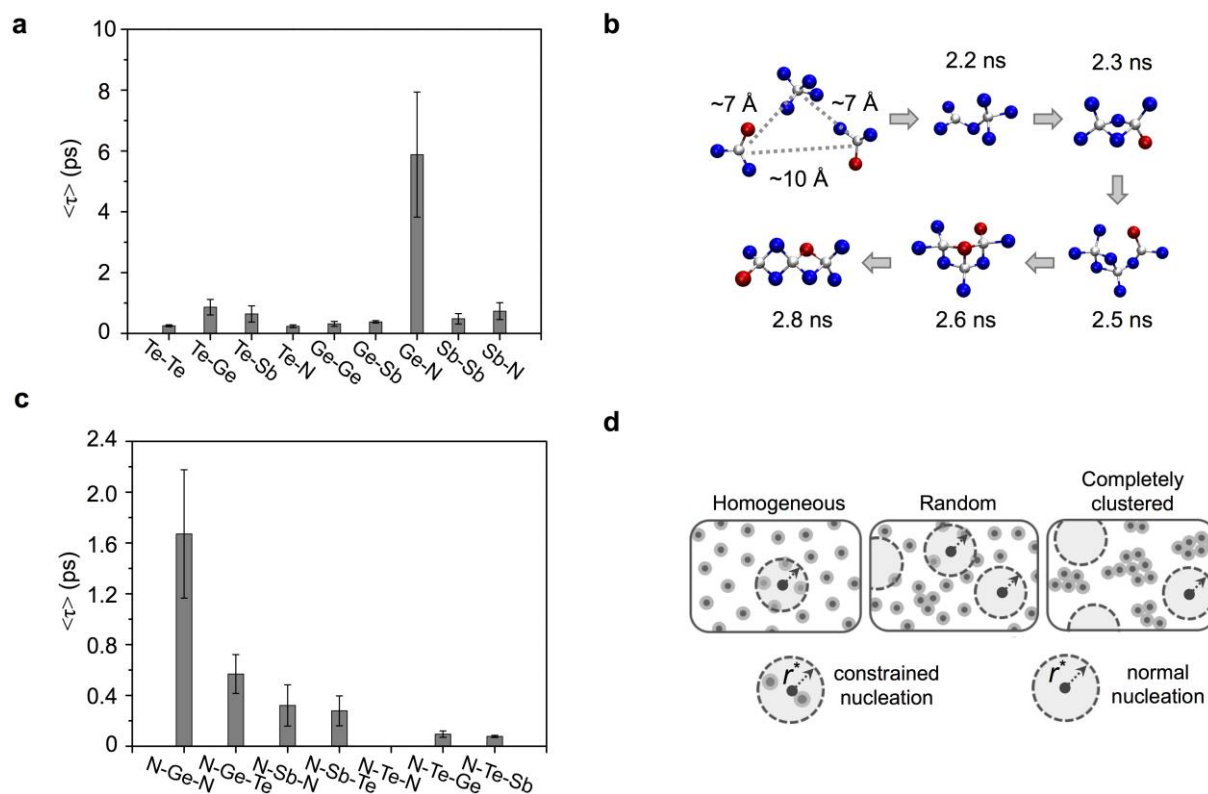 a
10
8
6
4
2
0
<τ> (ps)
Te-Te
Te-Ge
Te-Sb
Te-N
Ge-Ge
Ge-Sb
Ge-N
Sb-Sb
Sb-N
b
2.2 ns
2.3 ns
~7 Å
~7 Å
~10 Å
2.8 ns
2.6 ns
2.5 ns
c
2.4
2.0
1.6
1.2
0.8
0.4
0
<τ> (ps)
N-Ge-N
N-Ge-Te
N-Sb-N
N-Sb-Te
N-Te-N
N-Te-Ge
N-Te-Sb
d
Homogeneous
Random
Completely
clustered
r*
constrained
nucleation
r*
normal
nucleation